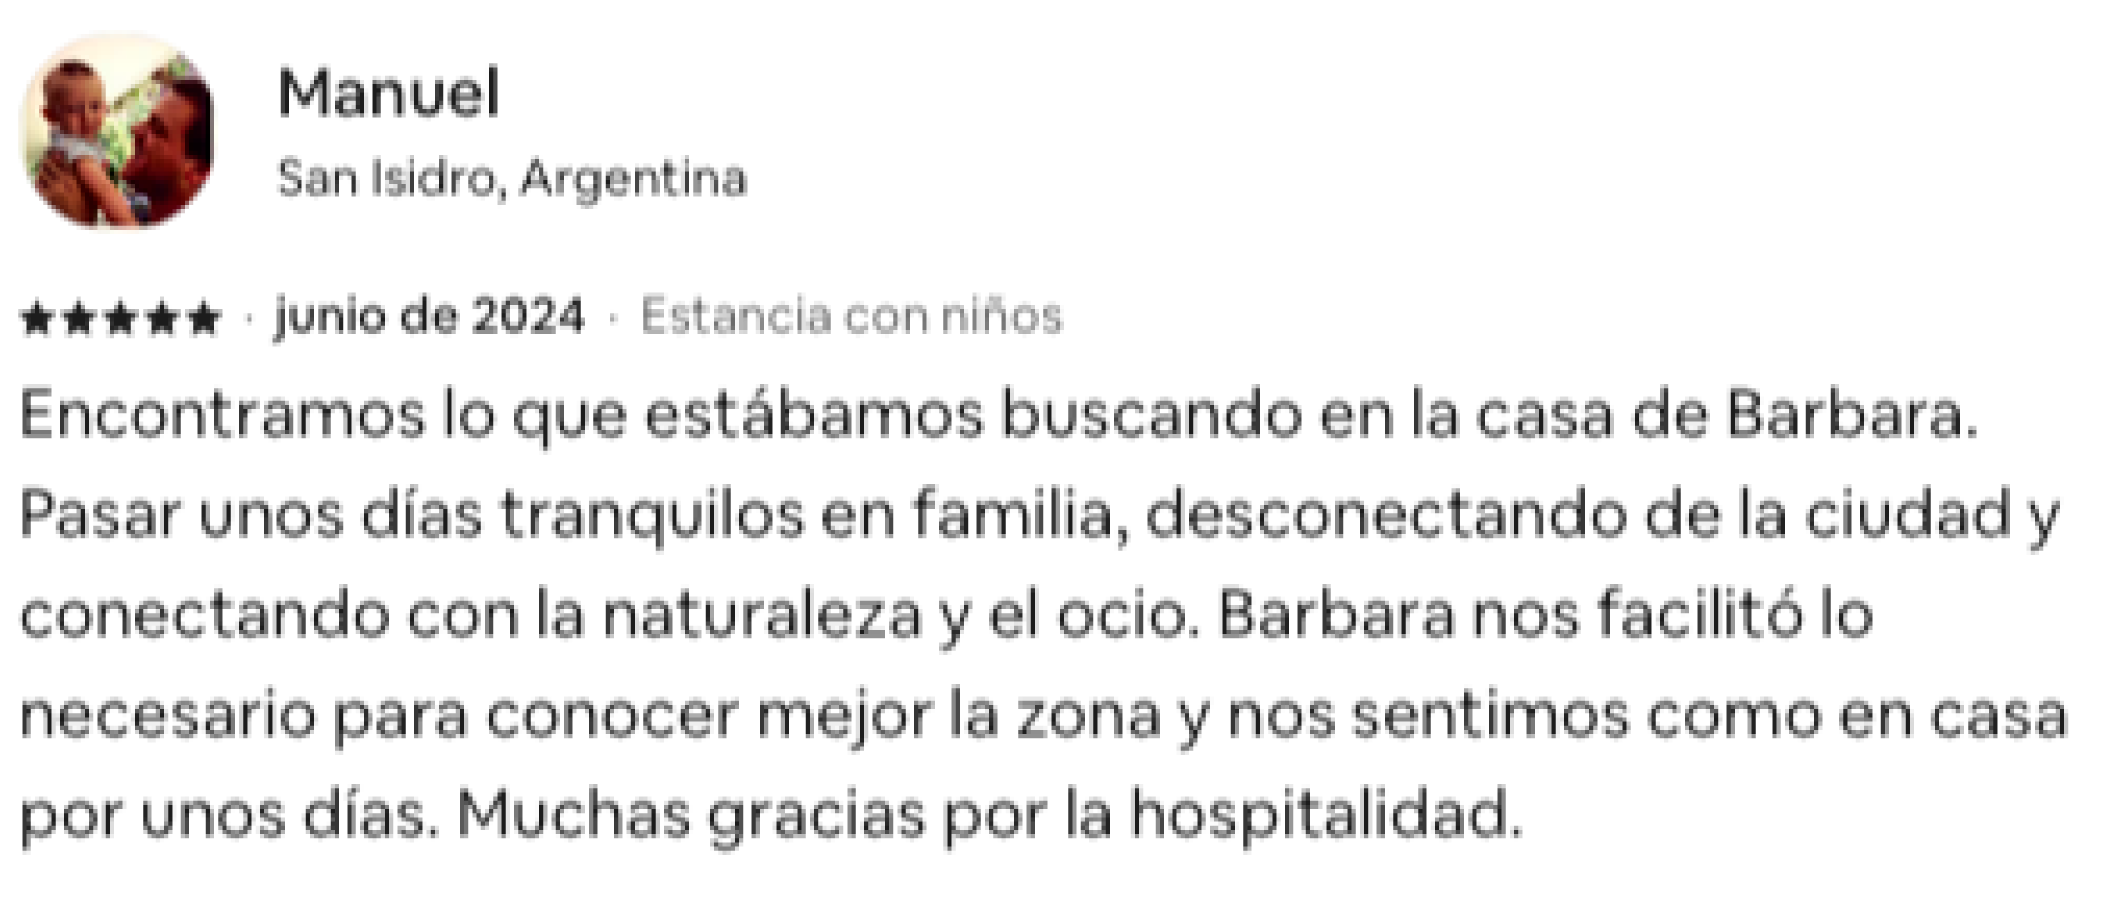 Manuel
San Isidro, Argentina
★★★★★ · junio de 2024 · Estancia con niños
Encontramos lo que estábamos buscando en la casa de Barbara.
Pasar unos días tranquilos en familia, desconectando de la ciudad y
conectando con la naturaleza y el ocio. Barbara nos facilitó lo
necesario para conocer mejor la zona y nos sentimos como en casa
por unos días. Muchas gracias por la hospitalidad.